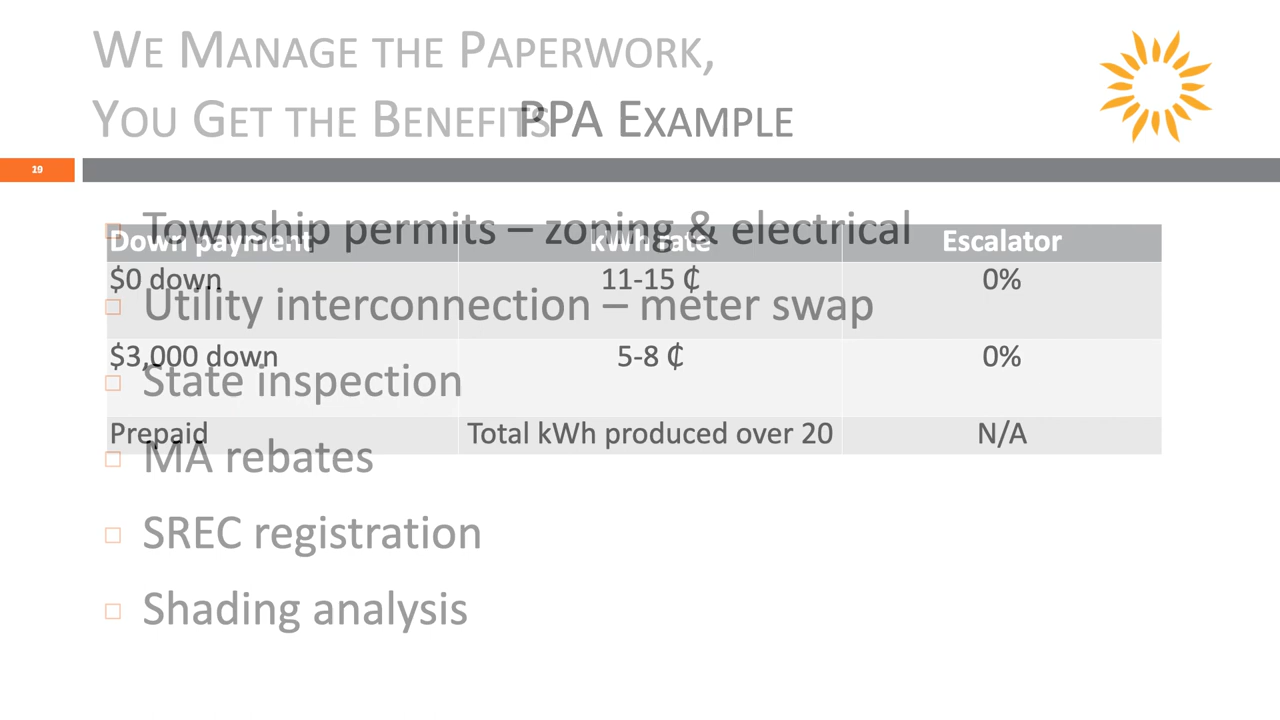 We Manage the Paperwork,
You Get the Benefits
PPA Example
19
Township permits – zoning & electrical
Utility interconnection – meter swap
State inspection
MA rebates
SREC registration
Shading analysis
Down payment kWh rate Escalator
$0 down 11-15 ₵ 0%
$3,000 down 5-8 ₵ 0%
Prepaid Total kWh produced over 20 N/A